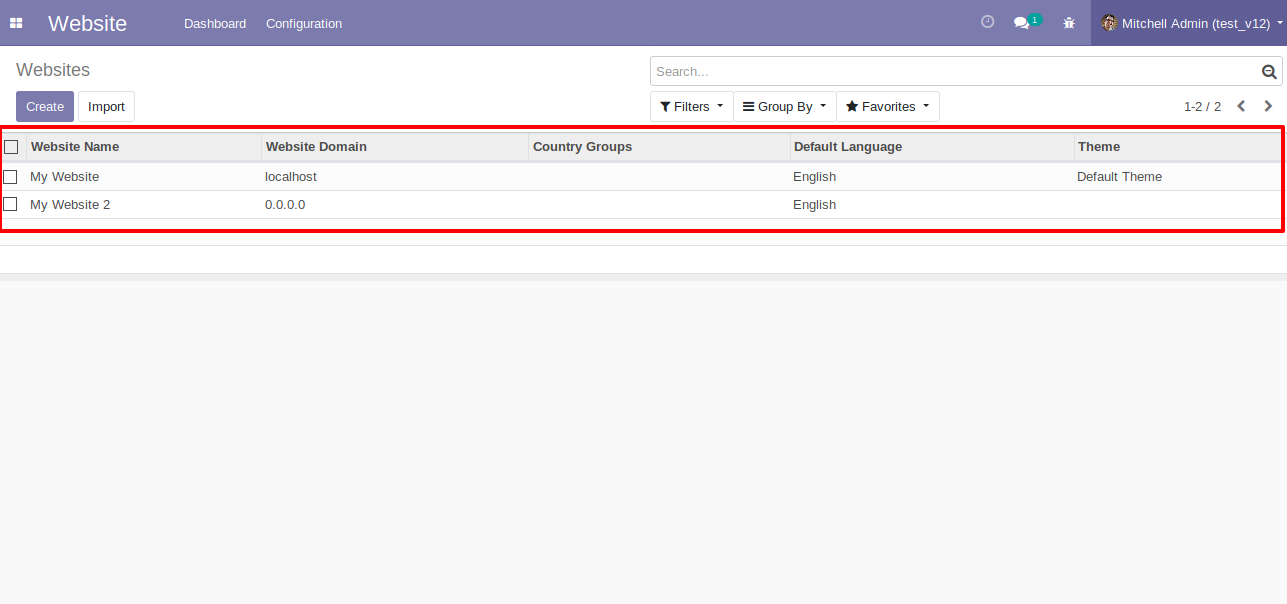 Website Dashboard Configuration 1 Mitchell Admin (test_v12)
Websites
Search...
Create Import Filters Group By Favorites 1-2 / 2
Website Name Website Domain Country Groups Default Language Theme
My Website localhost English Default Theme
My Website 2 0.0.0.0 English